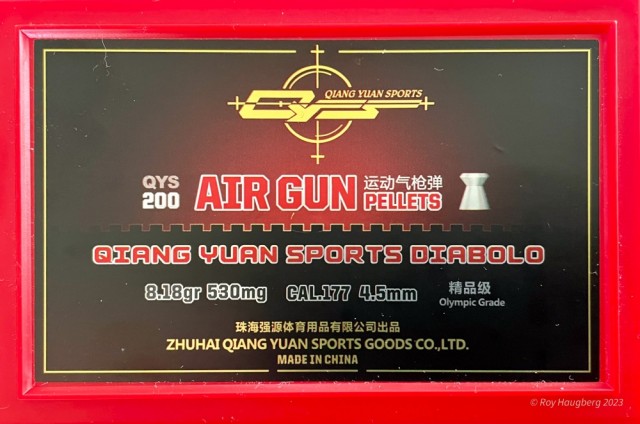 QIANG YUAN SPORTS
QYS
QYS 200
AIR GUN
运动气枪弹
PELLETS
QIANG YUAN SPORTS DIABOLO
8.18gr 530mg CAL.177 4.5mm
精品级
Olympic Grade
珠海强源体育用品有限公司出品
ZHUHAI QIANG YUAN SPORTS GOODS CO.,LTD.
MADE IN CHINA
© Roy Haugberg 2023